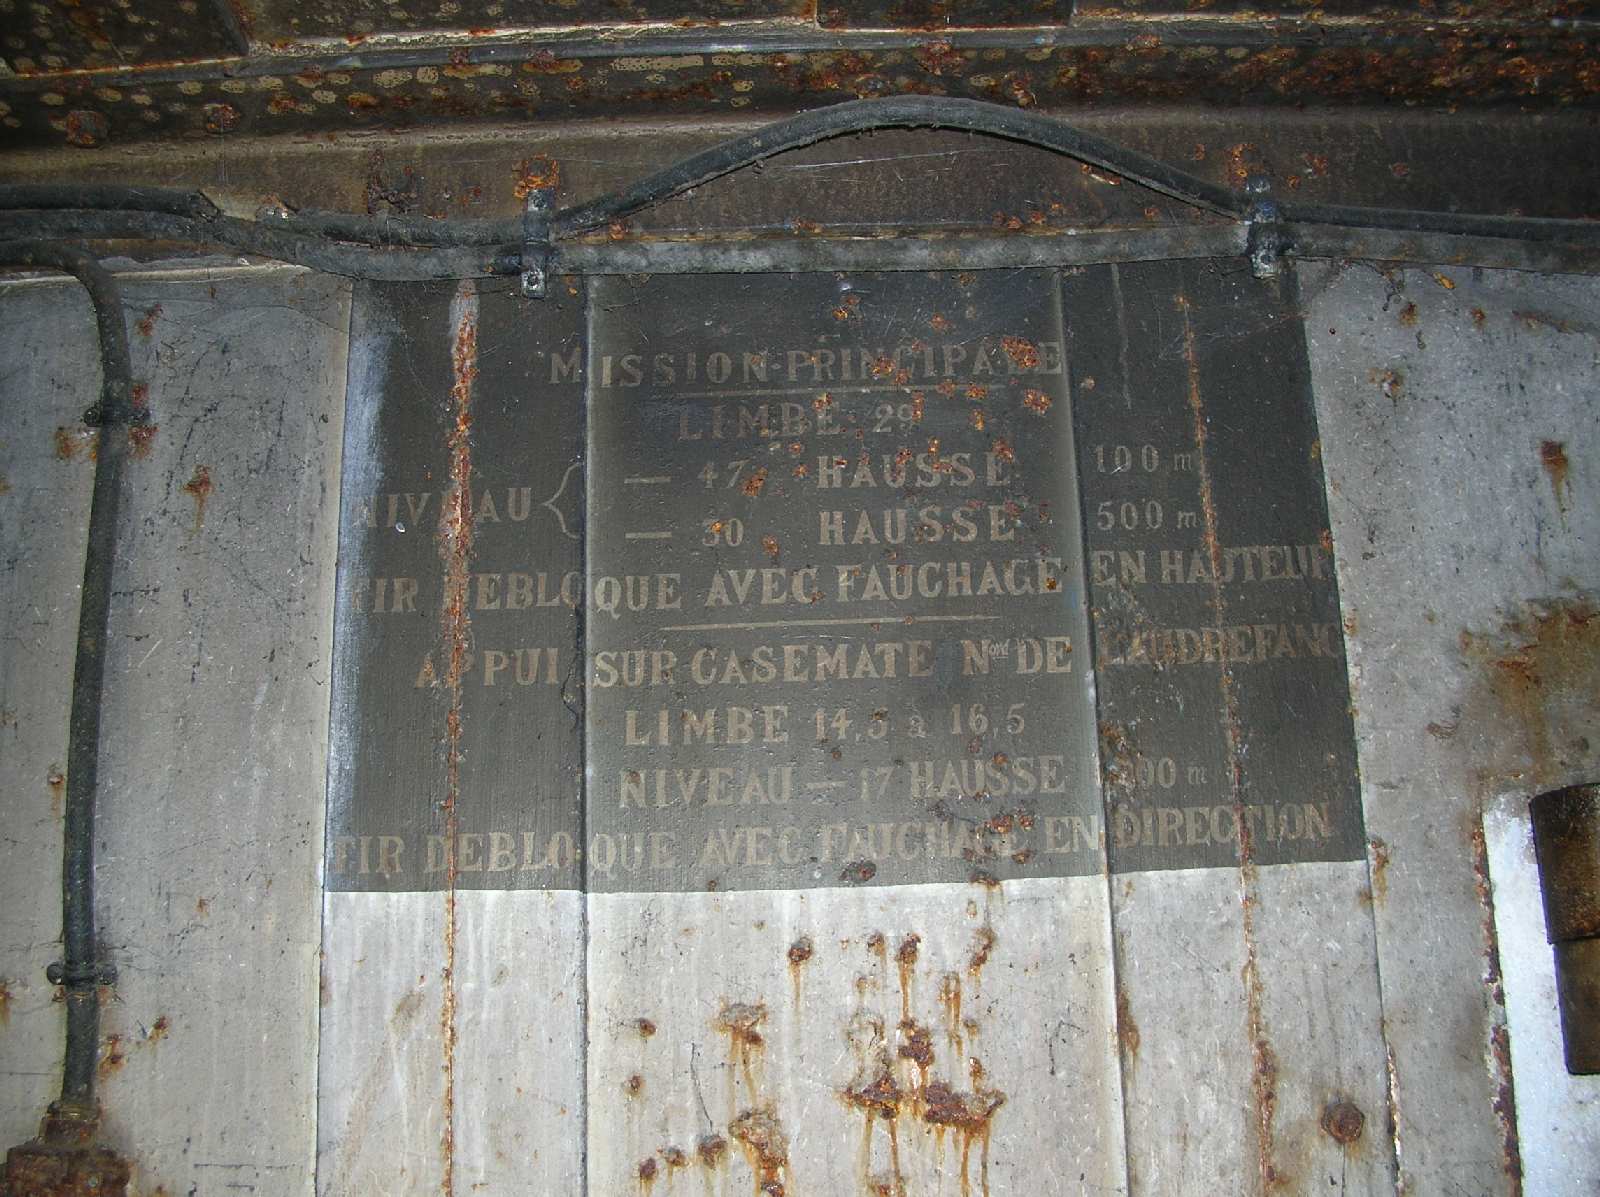 MISSION-PRINCIPALE
LIMBE 29
NIVEAU { — 47 HAUSSE 100 m
— 30 HAUSSE 500 m
TIR DEBLOQUE AVEC FAUCHAGE EN HAUTEUR
APPUI SUR CASEMATE Nord DE
LIMBE 14,5 à 16,5
NIVEAU — 17 HAUSSE
TIR DEBLOQUE AVEC FAUCHAGE EN DIRECTION